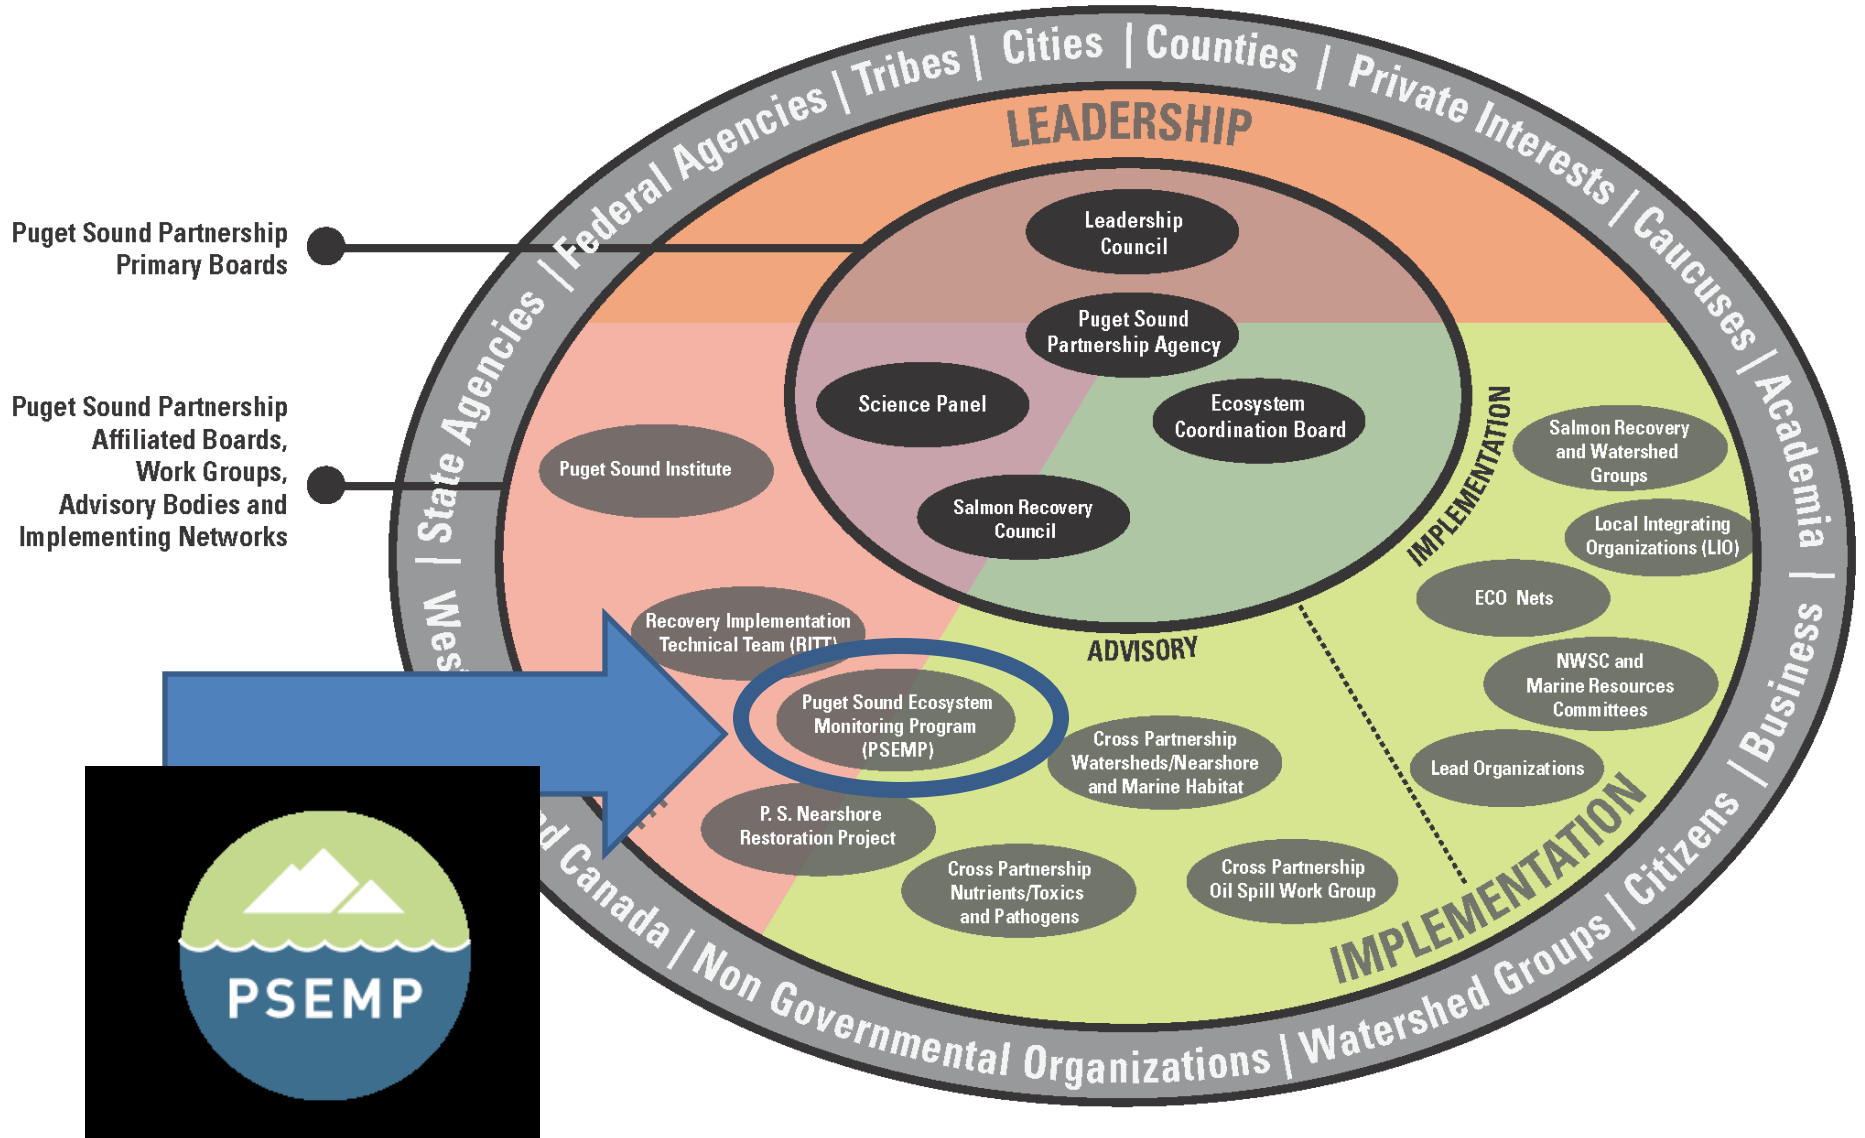 State Agencies | Federal Agencies | Tribes | Cities | Counties | Private Interests | Caucuses | Academia | Business | Citizens | Watershed Groups | Non Governmental Organizations | Canada
LEADERSHIP
Puget Sound Partnership
Primary Boards
Puget Sound Partnership
Affiliated Boards,
Work Groups,
Advisory Bodies and
Implementing Networks
Leadership
Council
Puget Sound
Partnership Agency
Science Panel
Ecosystem
Coordination Board
Salmon Recovery
Council
IMPLEMENTATION
ADVISORY
Puget Sound Institute
Recovery Implementation
Technical Team (RITT)
Puget Sound Ecosystem
Monitoring Program
(PSEMP)
P. S. Nearshore
Restoration Project
Cross Partnership
Watersheds/Nearshore
and Marine Habitat
Cross Partnership
Nutrients/Toxics
and Pathogens
Cross Partnership
Oil Spill Work Group
Salmon Recovery
and Watershed
Groups
Local Integrating
Organizations (LIO)
ECO Nets
NWSC and
Marine Resources
Committees
Lead Organizations
IMPLEMENTATION
PSEMP